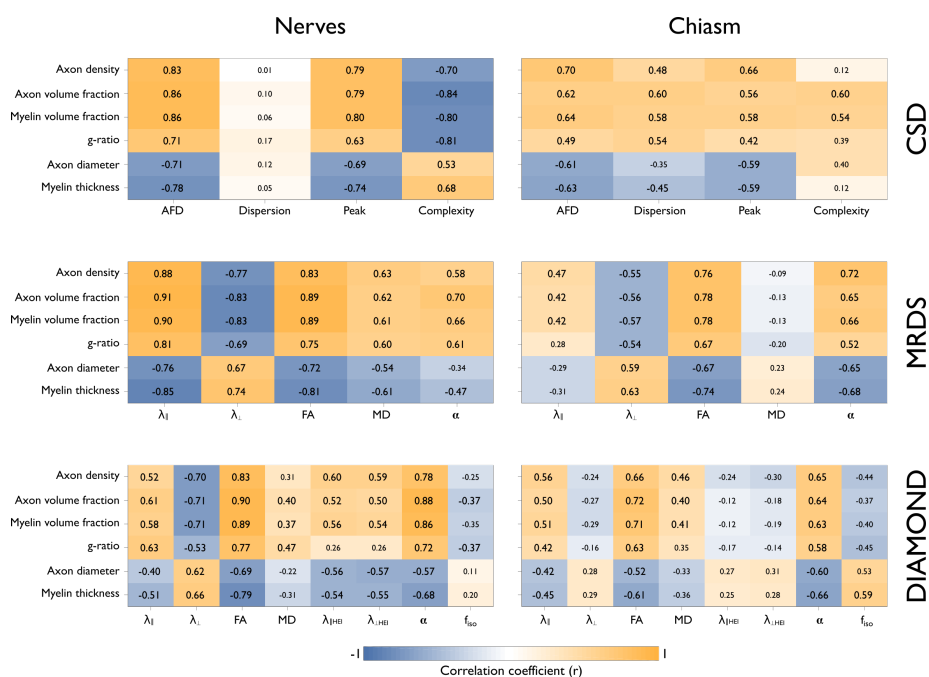 Nerves Chiasm
Axon density 0.83 0.01 0.79 -0.70 0.70 0.48 0.66 0.12
Axon volume fraction 0.86 0.10 0.79 -0.84 0.62 0.60 0.56 0.60
Myelin volume fraction 0.86 0.06 0.80 -0.80 0.64 0.58 0.58 0.54
g-ratio 0.71 0.17 0.63 -0.81 0.49 0.54 0.42 0.39
Axon diameter -0.71 0.12 -0.69 0.53 -0.61 -0.35 -0.59 0.40
Myelin thickness -0.78 0.05 -0.74 0.68 -0.63 -0.45 -0.59 0.12
AFD Dispersion Peak Complexity AFD Dispersion Peak Complexity
CSD
Axon density 0.88 -0.77 0.83 0.63 0.58 0.47 -0.55 0.76 -0.09 0.72
Axon volume fraction 0.91 -0.83 0.89 0.62 0.70 0.42 -0.56 0.78 -0.13 0.65
Myelin volume fraction 0.90 -0.83 0.89 0.61 0.66 0.42 -0.57 0.78 -0.13 0.66
g-ratio 0.81 -0.69 0.75 0.60 0.61 0.28 -0.54 0.67 -0.20 0.52
Axon diameter -0.76 0.67 -0.72 -0.54 -0.34 -0.29 0.59 -0.67 0.23 -0.65
Myelin thickness -0.85 0.74 -0.81 -0.61 -0.47 -0.31 0.63 -0.74 0.24 -0.68
λ∥ λ⊥ FA MD α λ∥ λ⊥ FA MD α
MRDS
Axon density 0.52 -0.70 0.83 0.31 0.60 0.59 0.78 -0.25 0.56 -0.24 0.66 0.46 -0.24 -0.30 0.65 -0.44
Axon volume fraction 0.61 -0.71 0.90 0.40 0.52 0.50 0.88 -0.37 0.50 -0.27 0.72 0.40 -0.12 -0.18 0.64 -0.37
Myelin volume fraction 0.58 -0.71 0.89 0.37 0.56 0.54 0.86 -0.35 0.51 -0.29 0.71 0.41 -0.12 -0.19 0.63 -0.40
g-ratio 0.63 -0.53 0.77 0.47 0.26 0.26 0.72 -0.37 0.42 -0.16 0.63 0.35 -0.17 -0.14 0.58 -0.45
Axon diameter -0.40 0.62 -0.69 -0.22 -0.56 -0.57 -0.57 0.11 -0.42 0.28 -0.52 -0.33 0.27 0.31 -0.60 0.53
Myelin thickness -0.51 0.66 -0.79 -0.31 -0.54 -0.55 -0.68 0.20 -0.45 0.29 -0.61 -0.36 0.25 0.28 -0.66 0.59
λ∥ λ⊥ FA MD λ∥HEI λ⊥HEI α fiso λ∥ λ⊥ FA MD λ∥HEI λ⊥HEI α fiso
DIAMOND
-1 1
Correlation coefficient (r)